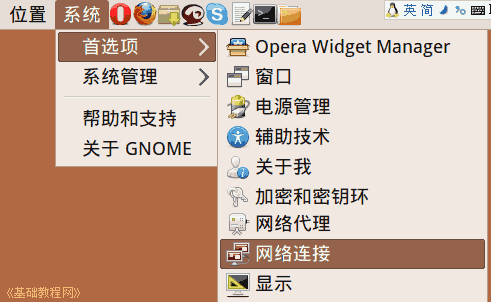 位置 系统
英 简
首选项
系统管理
帮助和支持
关于 GNOME
Opera Widget Manager
窗口
电源管理
辅助技术
关于我
加密和密钥环
网络代理
网络连接
显示
《基础教程网》